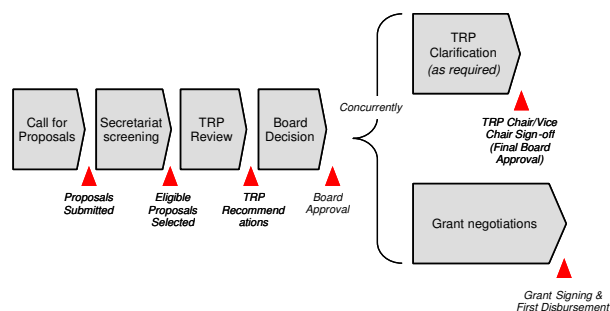 Call for
Proposals
Secretariat
screening
TRP
Review
Board
Decision
Concurrently
TRP
Clarification
(as required)
Proposals
Submitted
Eligible
Proposals
Selected
TRP
Recommend
ations
Board
Approval
TRP Chair/Vice
Chair Sign-off
(Final Board
Approval)
Grant negotiations
Grant Signing &
First Disbursement